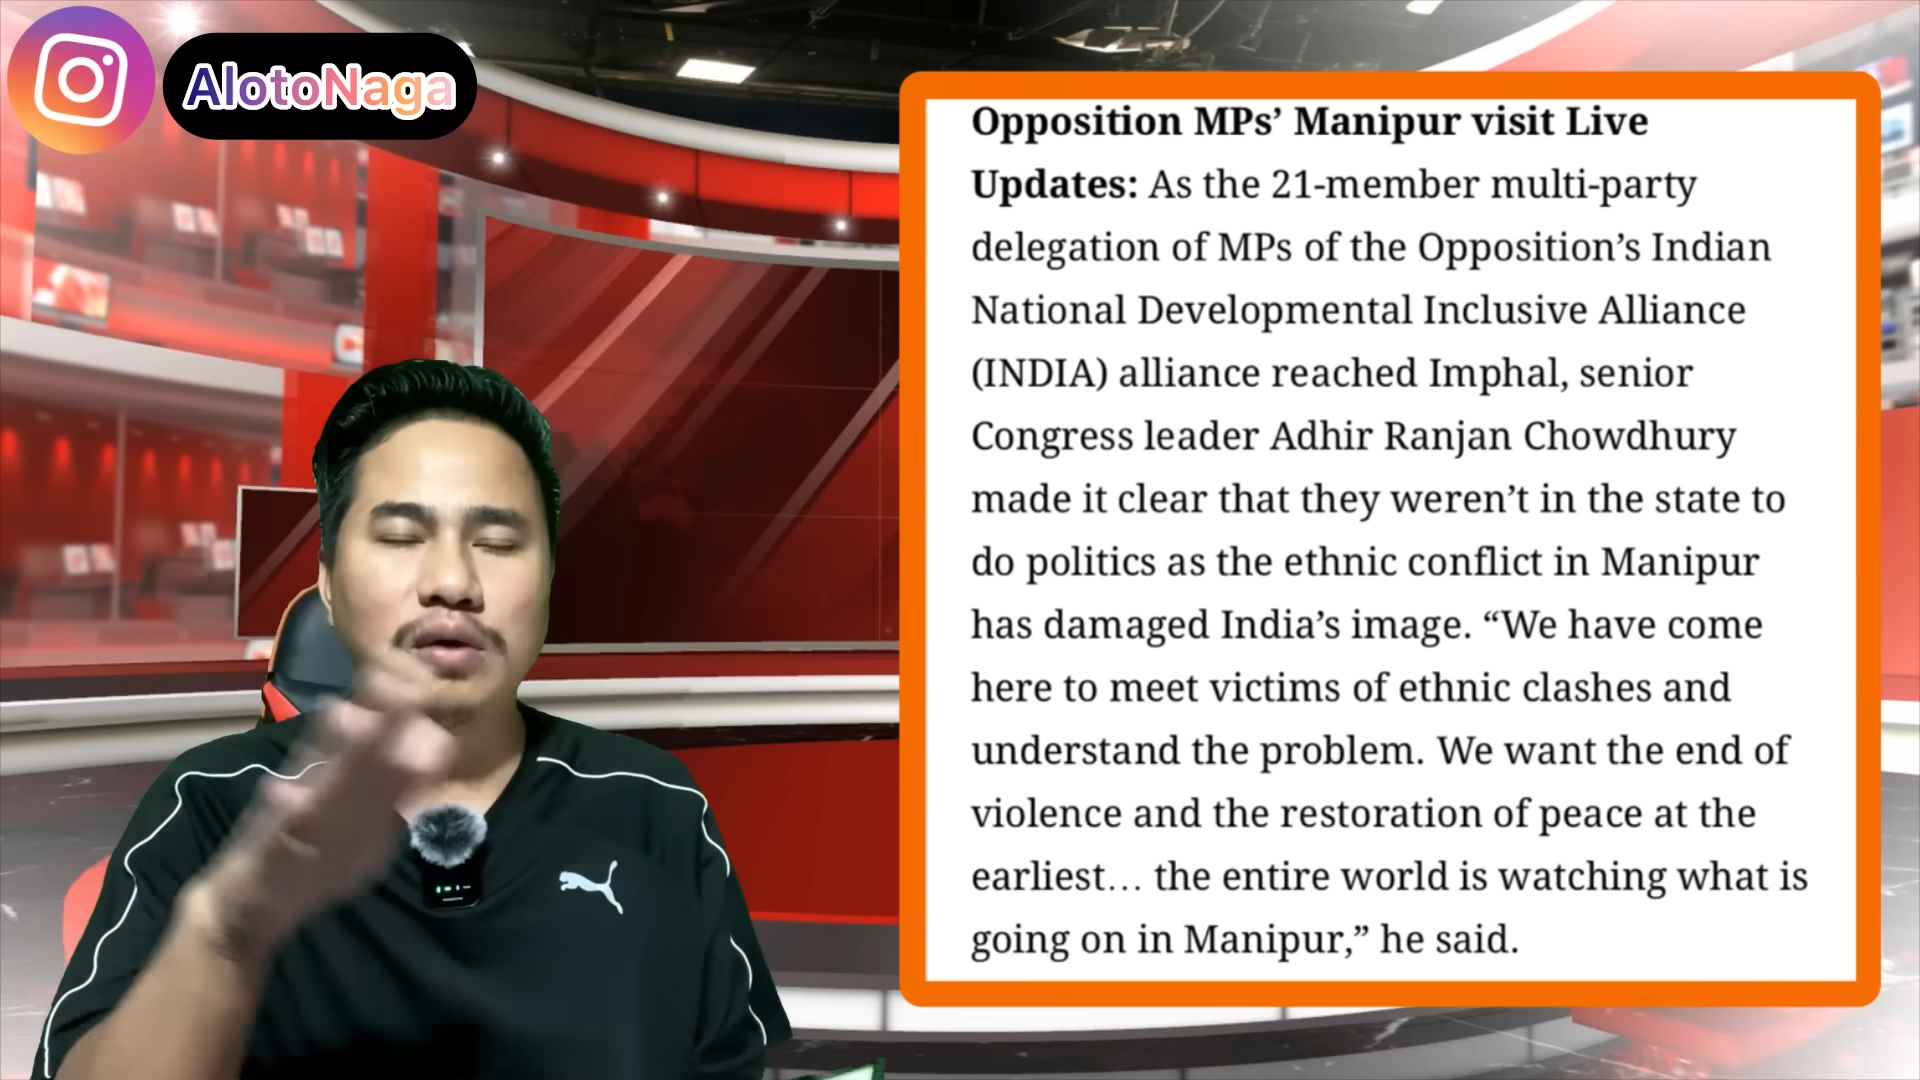 AlotoNaga
Opposition MPs’ Manipur visit Live
Updates: As the 21-member multi-party
delegation of MPs of the Opposition’s Indian
National Developmental Inclusive Alliance
(INDIA) alliance reached Imphal, senior
Congress leader Adhir Ranjan Chowdhury
made it clear that they weren’t in the state to
do politics as the ethnic conflict in Manipur
has damaged India’s image. “We have come
here to meet victims of ethnic clashes and
understand the problem. We want the end of
violence and the restoration of peace at the
earliest… the entire world is watching what is
going on in Manipur,” he said.